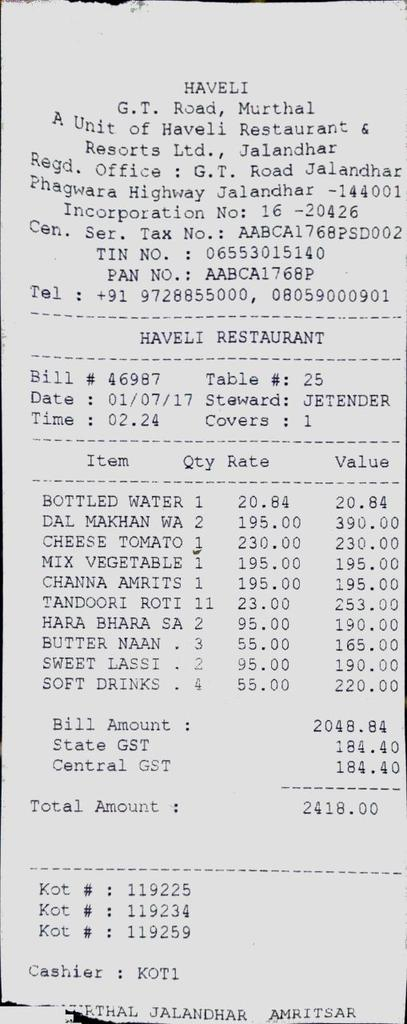 HAVELI
G.T. Road, Murthal
A Unit of Haveli Restaurant &
Resorts Ltd., Jalandhar
Regd. Office : G.T. Road Jalandhar
Phagwara Highway Jalandhar -144001
Incorporation No: 16 -20426
Cen. Ser. Tax No.: AABCA1768PSD002
TIN NO. : 06553015140
PAN NO.: AABCA1768P
Tel : +91 9728855000, 08059000901
HAVELI RESTAURANT
Bill # 46987 Table #: 25
Date : 01/07/17 Steward: JETENDER
Time : 02.24 Covers : 1
Item Qty Rate Value
BOTTLED WATER 1 20.84 20.84
DAL MAKHAN WA 2 195.00 390.00
CHEESE TOMATO 1 230.00 230.00
MIX VEGETABLE 1 195.00 195.00
CHANNA AMRITS 1 195.00 195.00
TANDOORI ROTI 11 23.00 253.00
HARA BHARA SA 2 95.00 190.00
BUTTER NAAN . 3 55.00 165.00
SWEET LASSI . 2 95.00 190.00
SOFT DRINKS . 4 55.00 220.00
Bill Amount : 2048.84
State GST 184.40
Central GST 184.40
Total Amount : 2418.00
Kot # : 119225
Kot # : 119234
Kot # : 119259
Cashier : KOT1
JALANDHAR AMRITSAR